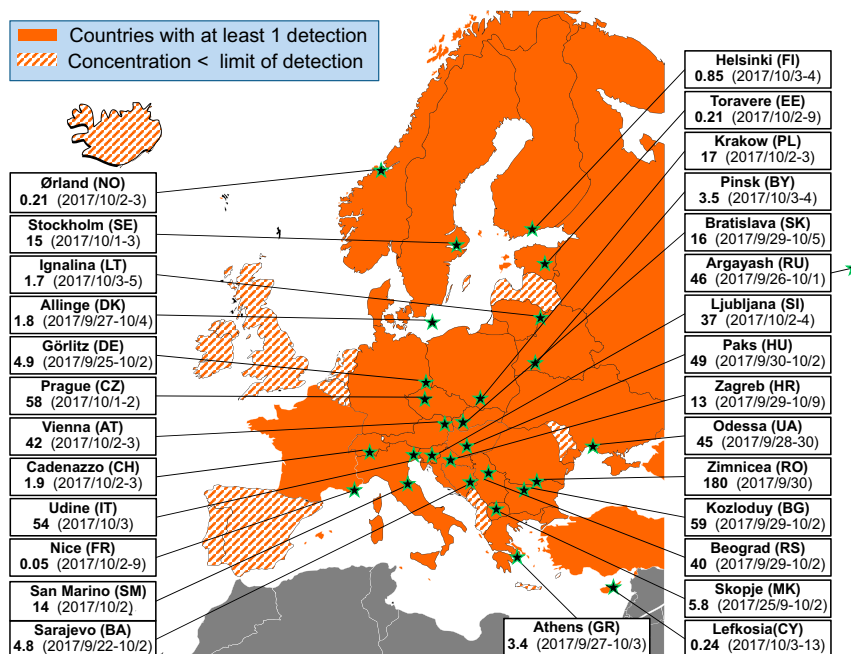 Countries with at least 1 detection
Concentration < limit of detection
Ørland (NO)
0.21 (2017/10/2-3)
Stockholm (SE)
15 (2017/10/1-3)
Ignalina (LT)
1.7 (2017/10/3-5)
Allinge (DK)
1.8 (2017/9/27-10/4)
Görlitz (DE)
4.9 (2017/9/25-10/2)
Prague (CZ)
58 (2017/10/1-2)
Vienna (AT)
42 (2017/10/2-3)
Cadenazzo (CH)
1.9 (2017/10/2-3)
Udine (IT)
54 (2017/10/3)
Nice (FR)
0.05 (2017/10/2-9)
San Marino (SM)
14 (2017/10/2)
Sarajevo (BA)
4.8 (2017/9/22-10/2)
Helsinki (FI)
0.85 (2017/10/3-4)
Toravere (EE)
0.21 (2017/10/2-9)
Krakow (PL)
17 (2017/10/2-3)
Pinsk (BY)
3.5 (2017/10/3-4)
Bratislava (SK)
16 (2017/9/29-10/5)
Argayash (RU)
46 (2017/9/26-10/1)
Ljubljana (SI)
37 (2017/10/2-4)
Paks (HU)
49 (2017/9/30-10/2)
Zagreb (HR)
13 (2017/9/29-10/9)
Odessa (UA)
45 (2017/9/28-30)
Zimnicea (RO)
180 (2017/9/30)
Kozloduy (BG)
59 (2017/9/29-10/2)
Beograd (RS)
40 (2017/9/29-10/2)
Skopje (MK)
5.8 (2017/25/9-10/2)
Lefkosia(CY)
0.24 (2017/10/3-13)
Athens (GR)
3.4 (2017/9/27-10/3)